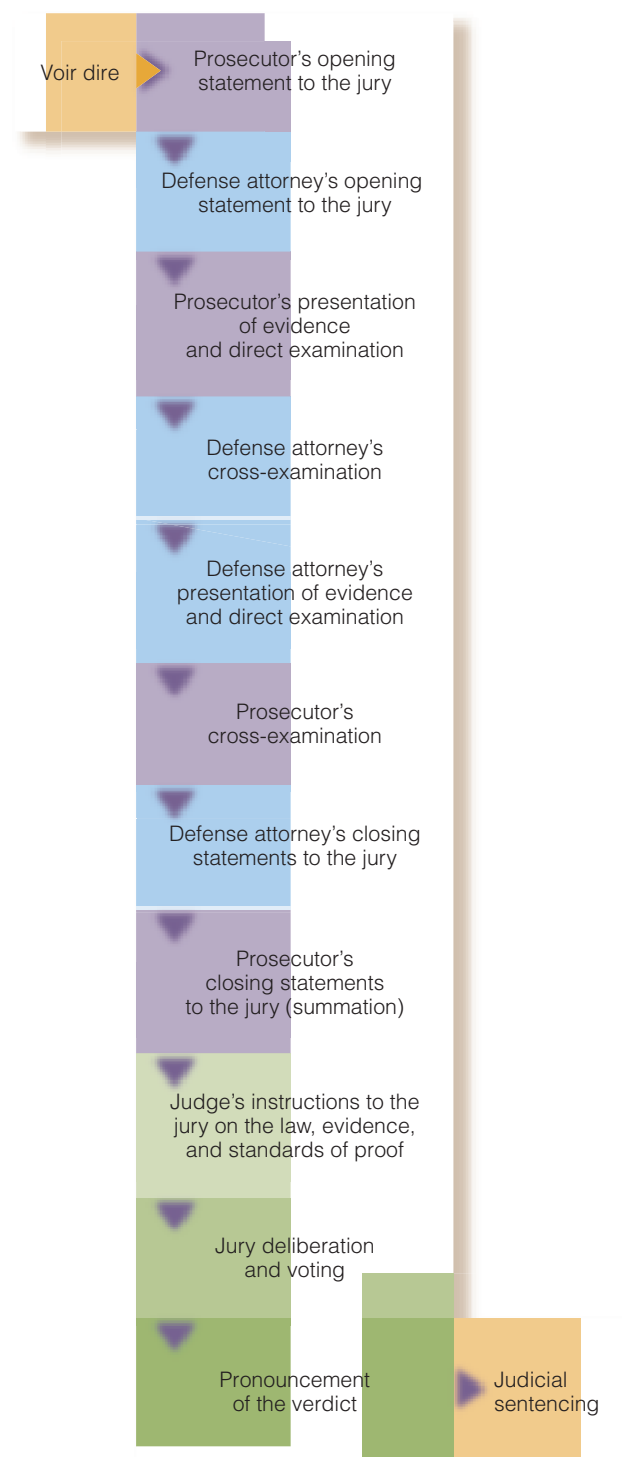 Voir dire
Prosecutor’s opening
statement to the jury
Defense attorney’s opening
statement to the jury
Prosecutor’s presentation
of evidence
and direct examination
Defense attorney’s
cross-examination
Defense attorney’s
presentation of evidence
and direct examination
Prosecutor’s
cross-examination
Defense attorney’s closing
statements to the jury
Prosecutor’s
closing statements
to the jury (summation)
Judge’s instructions to the
jury on the law, evidence,
and standards of proof
Jury deliberation
and voting
Pronouncement
of the verdict
Judicial
sentencing